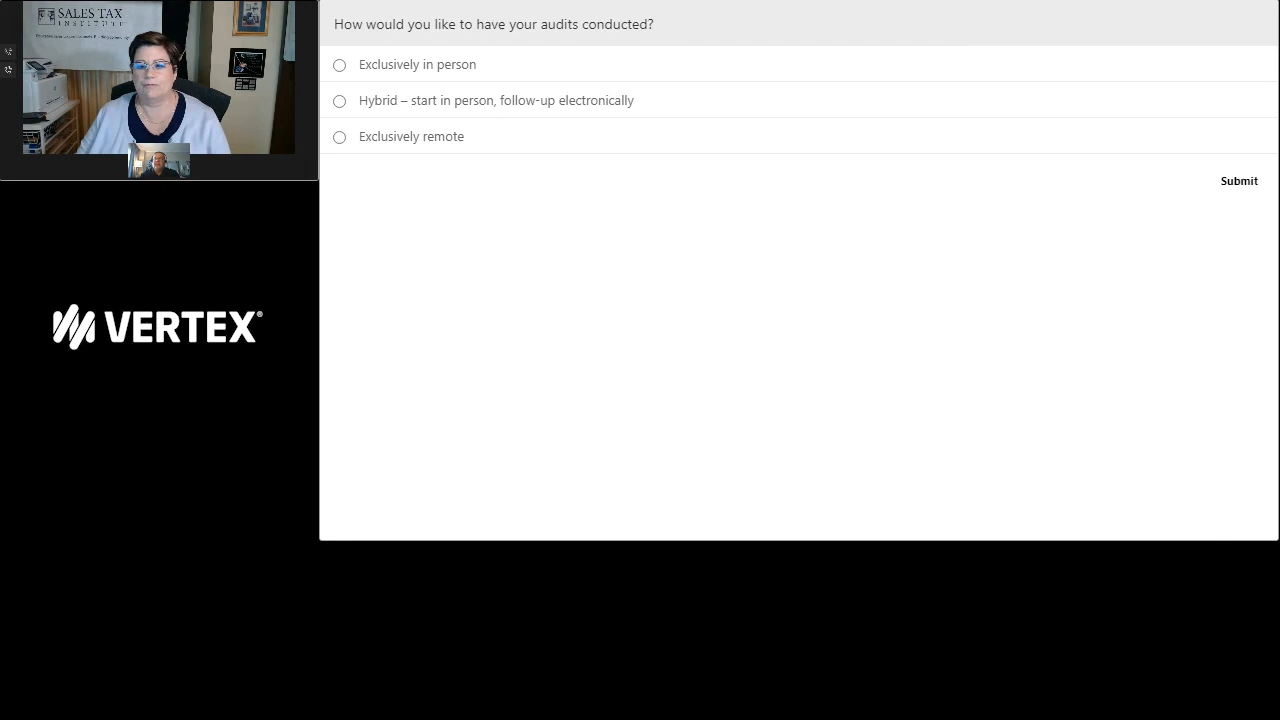 SALES TAX
INSTITUTE
How would you like to have your audits conducted?
Exclusively in person
Hybrid – start in person, follow-up electronically
Exclusively remote
Submit
VERTEX®